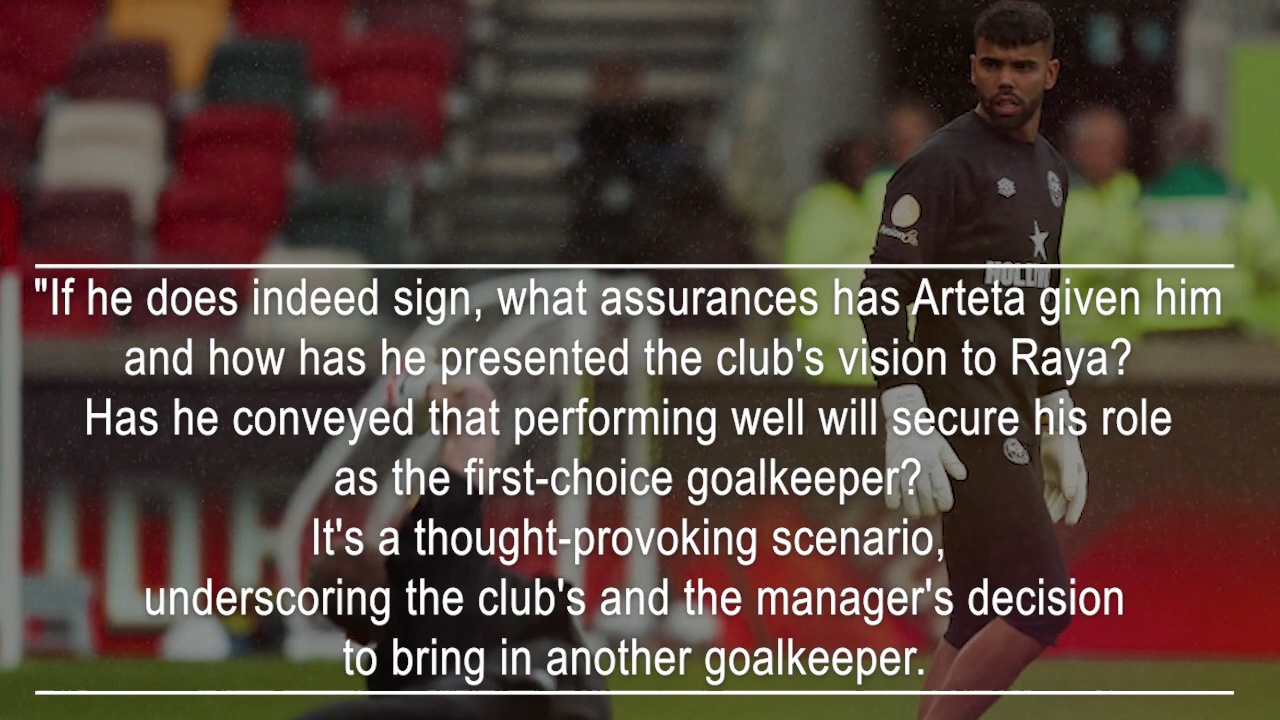 "If he does indeed sign, what assurances has Arteta given him
and how has he presented the club's vision to Raya?
Has he conveyed that performing well will secure his role
as the first-choice goalkeeper?
It's a thought-provoking scenario,
underscoring the club's and the manager's decision
to bring in another goalkeeper.